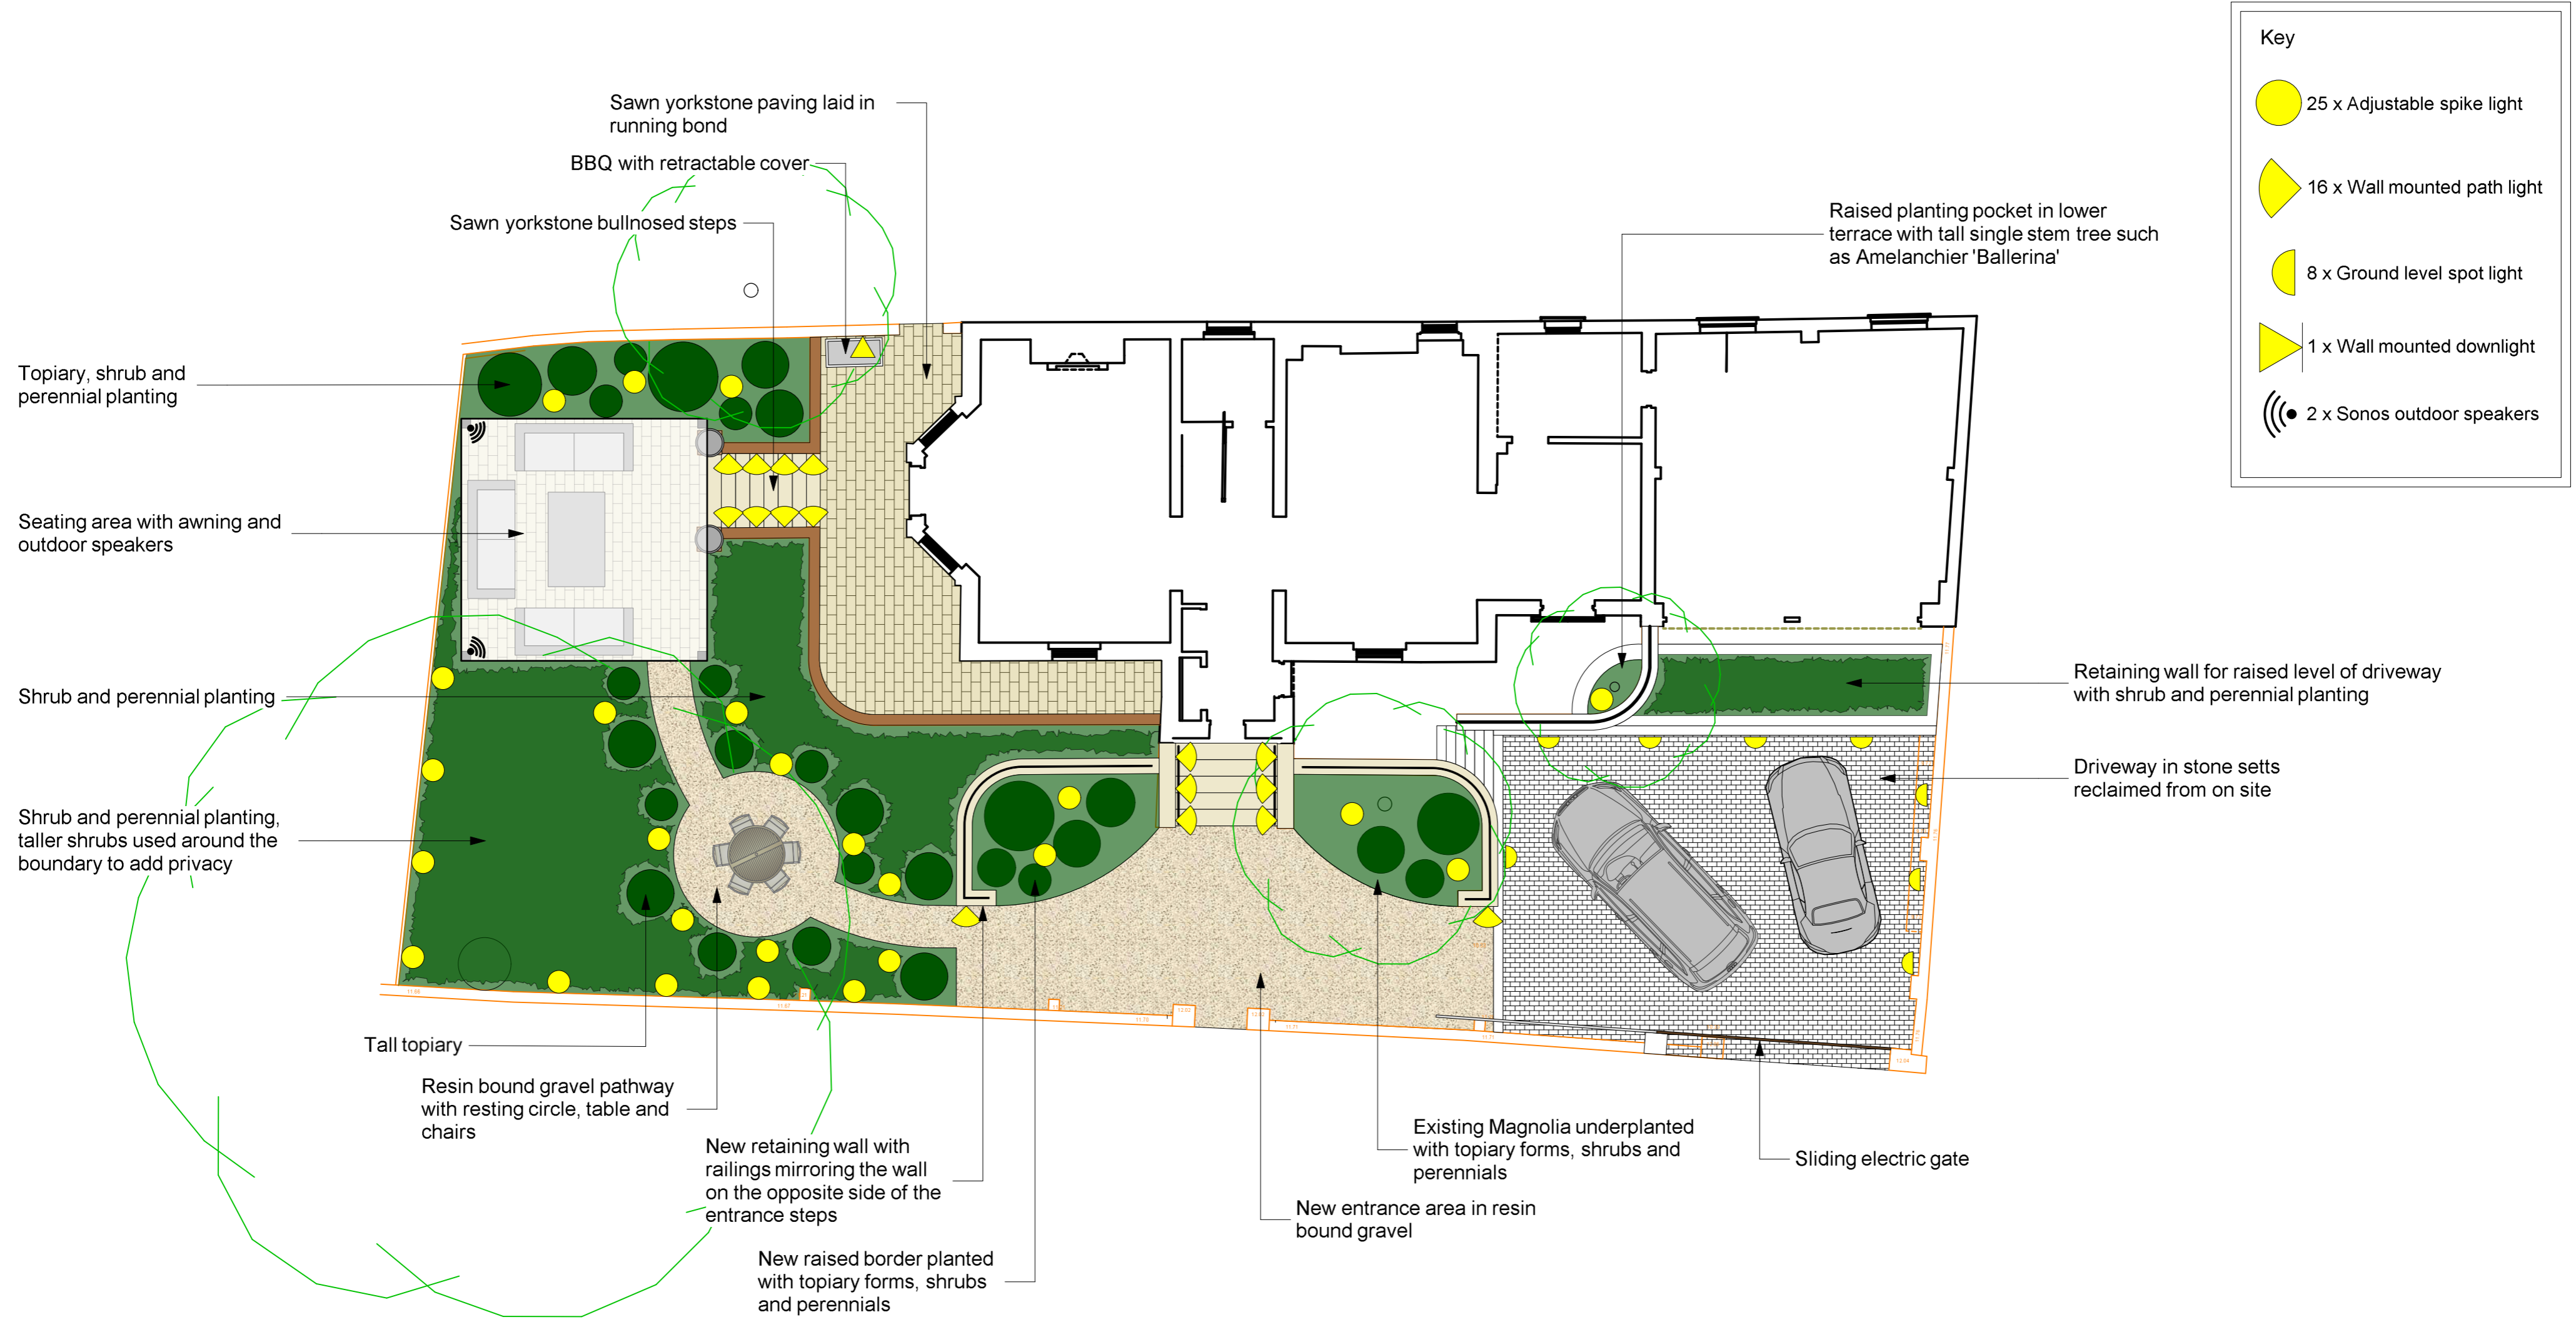 Key
25 x Adjustable spike light
16 x Wall mounted path light
8 x Ground level spot light
1 x Wall mounted downlight
2 x Sonos outdoor speakers
Sawn yorkstone paving laid in
running bond
BBQ with retractable cover
Sawn yorkstone bullnosed steps
Raised planting pocket in lower
terrace with tall single stem tree such
as Amelanchier 'Ballerina'
Topiary, shrub and
perennial planting
Seating area with awning and
outdoor speakers
Shrub and perennial planting
Shrub and perennial planting,
taller shrubs used around the
boundary to add privacy
Retaining wall for raised level of driveway
with shrub and perennial planting
Driveway in stone setts
reclaimed from on site
Tall topiary
Resin bound gravel pathway
with resting circle, table and
chairs
New retaining wall with
railings mirroring the wall
on the opposite side of the
entrance steps
New raised border planted
with topiary forms, shrubs
and perennials
Existing Magnolia underplanted
with topiary forms, shrubs and
perennials
New entrance area in resin
bound gravel
Sliding electric gate